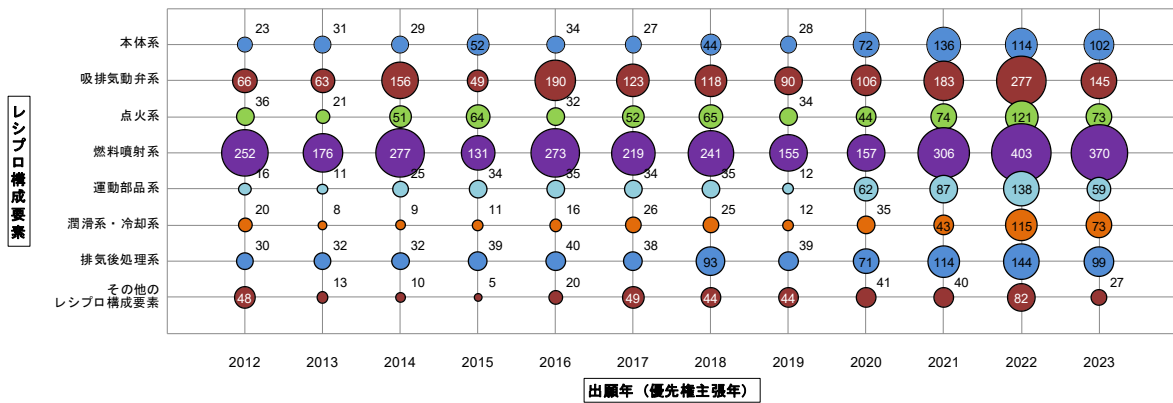 レシプロ構成要素
23 31 29 34 27 28
本体系 52 44 72 136 114 102
吸排気動弁系 66 63 156 49 190 123 118 90 106 183 277 145
36 21 32 34
点火系 51 64 52 65 44 74 121 73
燃料噴射系 252 176 277 131 273 219 241 155 157 306 403 370
16 11 25 34 35 34 35 12
運動部品系 62 87 138 59
20 8 9 11 16 26 25 12 35
潤滑系・冷却系 43 115 73
30 32 32 39 40 38 39
排気後処理系 93 71 114 144 99
13 10 5 20 41 40 27
その他の
レシプロ構成要素 48 49 44 44 82
2012 2013 2014 2015 2016 2017 2018 2019 2020 2021 2022 2023
出願年（優先権主張年）